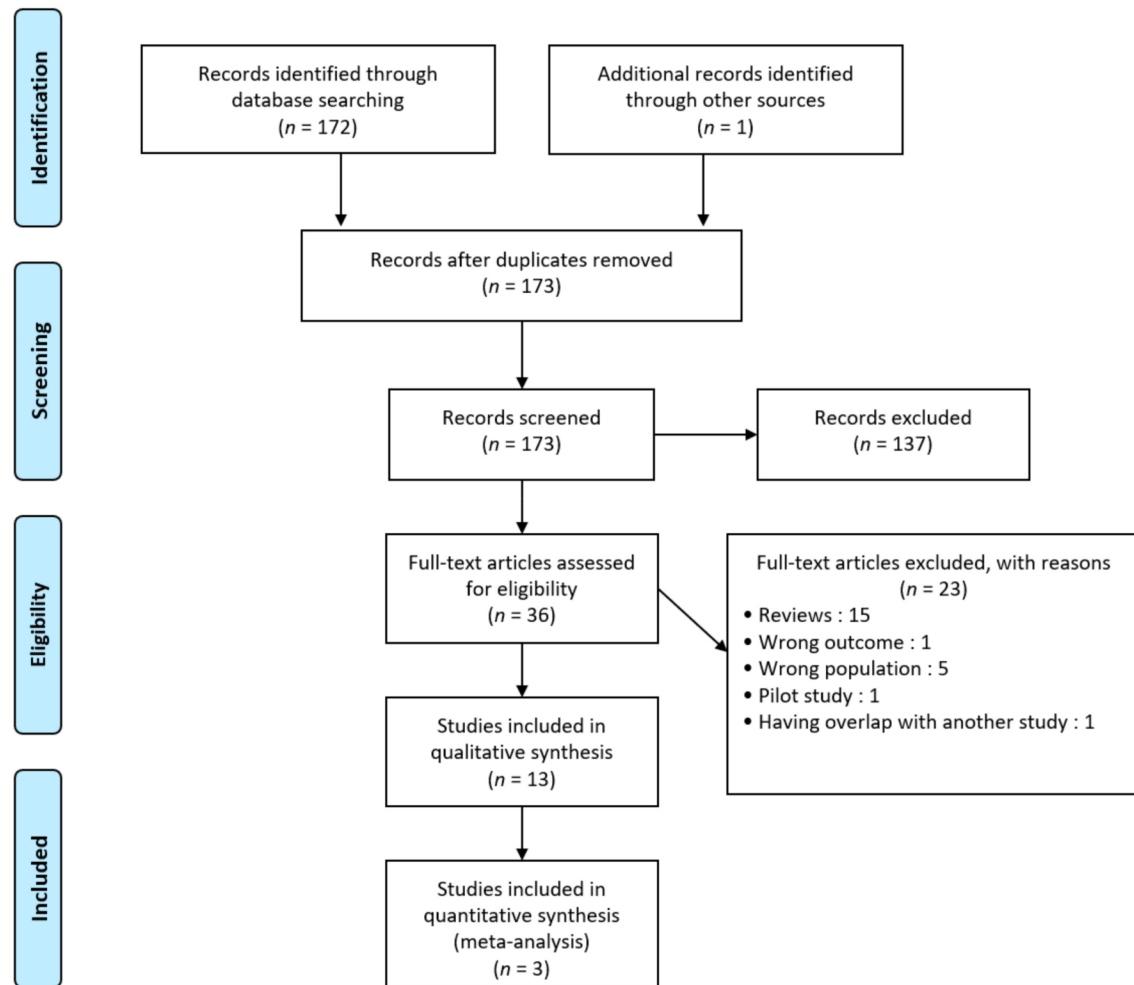 Identification
Records identified through
database searching
(n = 172)
Additional records identified
through other sources
(n = 1)
Records after duplicates removed
(n = 173)
Screening
Records screened
(n = 173)
Records excluded
(n = 137)
Eligibility
Full-text articles assessed
for eligibility
(n = 36)
Full-text articles excluded, with reasons
(n = 23)
• Reviews : 15
• Wrong outcome : 1
• Wrong population : 5
• Pilot study : 1
• Having overlap with another study : 1
Studies included in
qualitative synthesis
(n = 13)
Included
Studies included in
quantitative synthesis
(meta-analysis)
(n = 3)